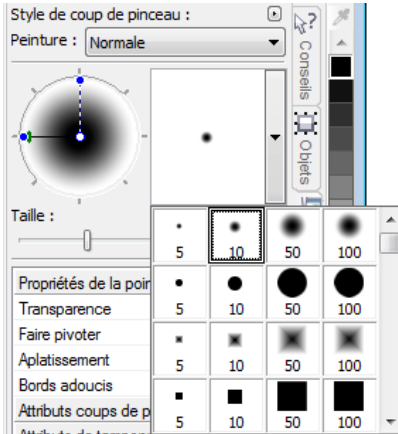 Style de coup de pinceau :
Peinture : Normale
Conseils
Objets
Taille :
5 10 50 100
5 10 50 100
5 10 50 100
5 10 50 100
Propriétés de la poin
Transparence
Faire pivoter
Aplatissement
Bords adoucis
Attributs coups de p